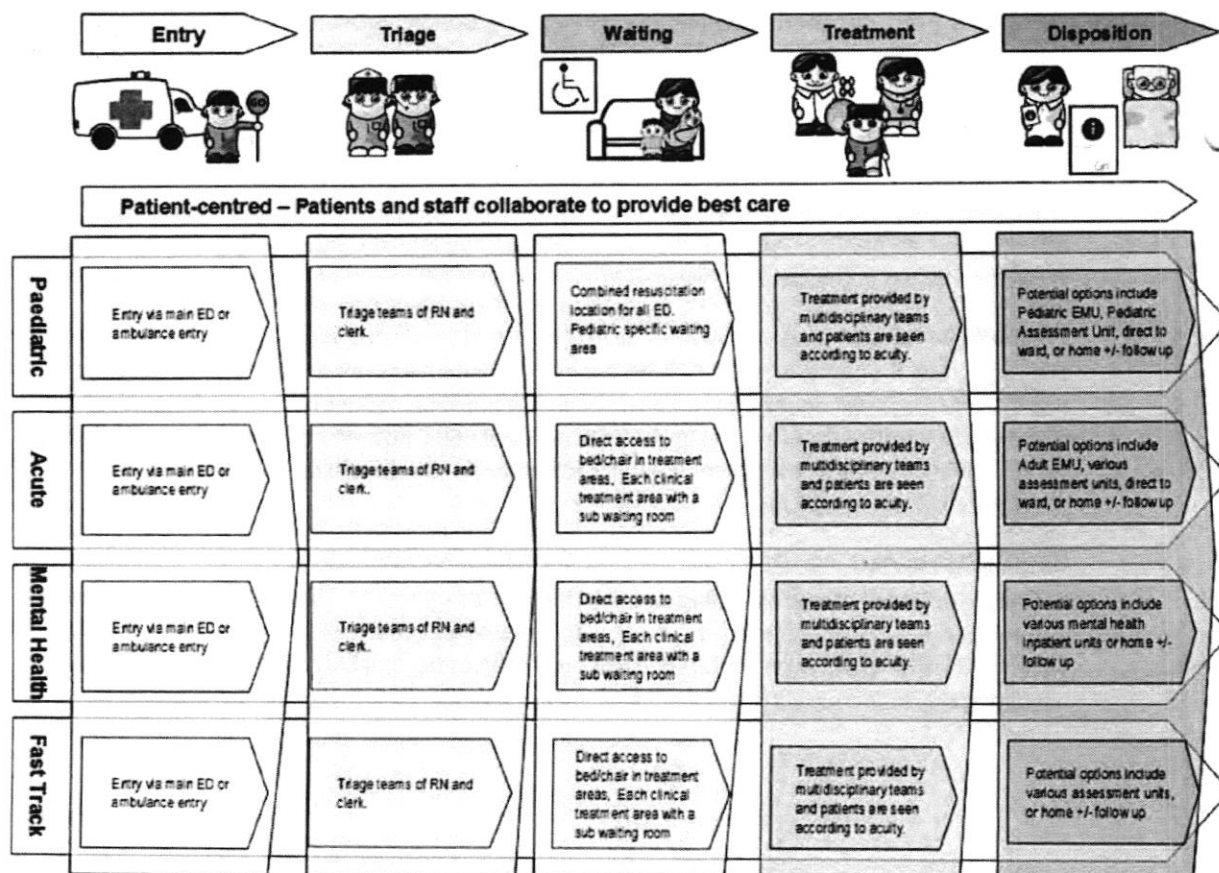 Entry
Triage
Waiting
Treatment
Disposition
GO
Patient-centred – Patients and staff collaborate to provide best care
Paediatric
Entry via main ED or
ambulance entry
Triage teams of RN and
clerk.
Combined resuscitation
location for all ED.
Pediatric specific waiting
area
Treatment provided by
multidisciplinary teams
and patients are seen
according to acuity.
Potential options include
Pediatric EMU, Pediatric
Assessment Unit, direct to
ward, or home +/- follow up
Acute
Entry via main ED or
ambulance entry
Triage teams of RN and
clerk.
Direct access to
bed/chair in treatment
areas, Each clinical
treatment area with a
sub waiting room
Treatment provided by
multidisciplinary teams
and patients are seen
according to acuity.
Potential options include
Adult EMU, various
assessment units, direct to
ward, or home +/- follow up
Mental Health
Entry via main ED or
ambulance entry
Triage teams of RN and
clerk.
Direct access to
bed/chair in treatment
areas, Each clinical
treatment area with a
sub waiting room
Treatment provided by
multidisciplinary teams
and patients are seen
according to acuity.
Potential options include
various mental health
inpatient units or home +/-
follow up
Fast Track
Entry via main ED or
ambulance entry
Triage teams of RN and
clerk.
Direct access to
bed/chair in treatment
areas, Each clinical
treatment area with a
sub waiting room
Treatment provided by
multidisciplinary teams
and patients are seen
according to acuity.
Potential options include
various assessment units,
or home +/- follow up